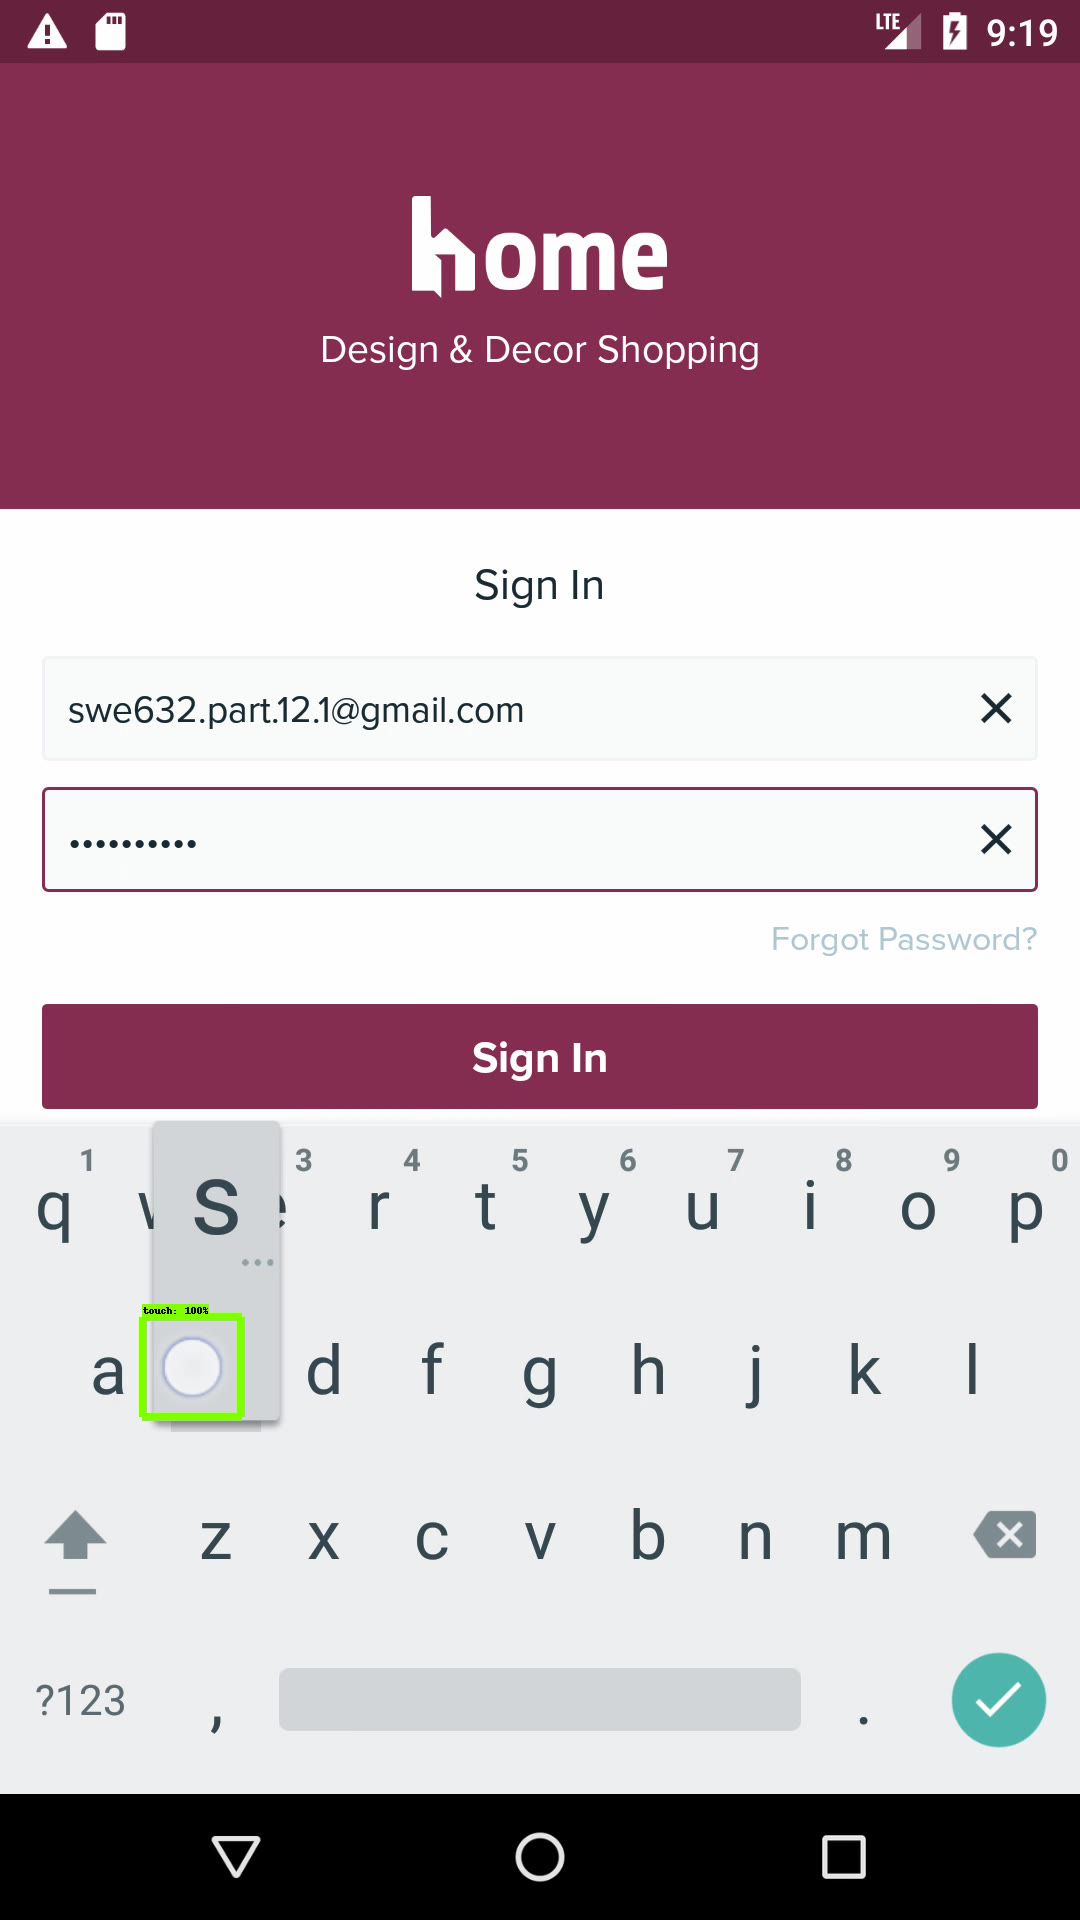 LTE 9:19
home
Design & Decor Shopping
Sign In
swe632.part.12.1@gmail.com
••••••••••
Forgot Password?
Sign In
1 3 4 5 6 7 8 9 0
q w e r t y u i o p
s
touch: 100%
a d f g h j k l
z x c v b n m
?123 , .